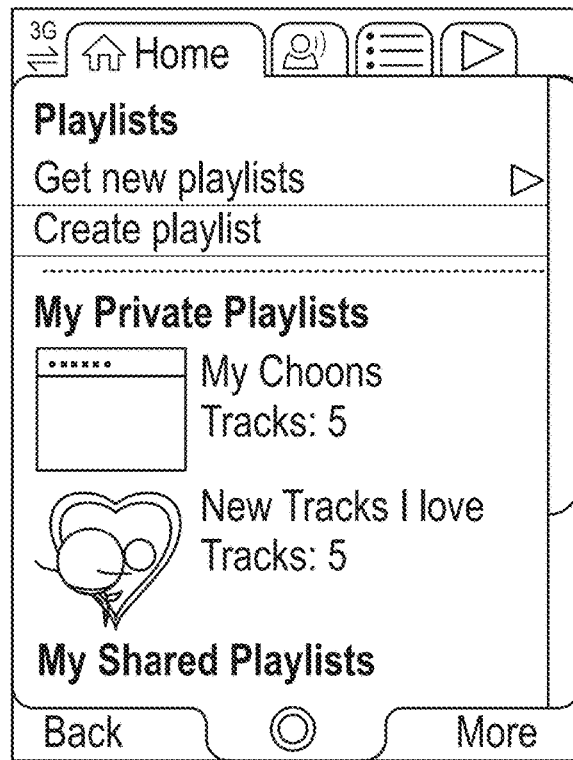 3G
Home
Playlists
Get new playlists
Create playlist
My Private Playlists
My Choons
Tracks: 5
New Tracks I love
Tracks: 5
My Shared Playlists
Back More